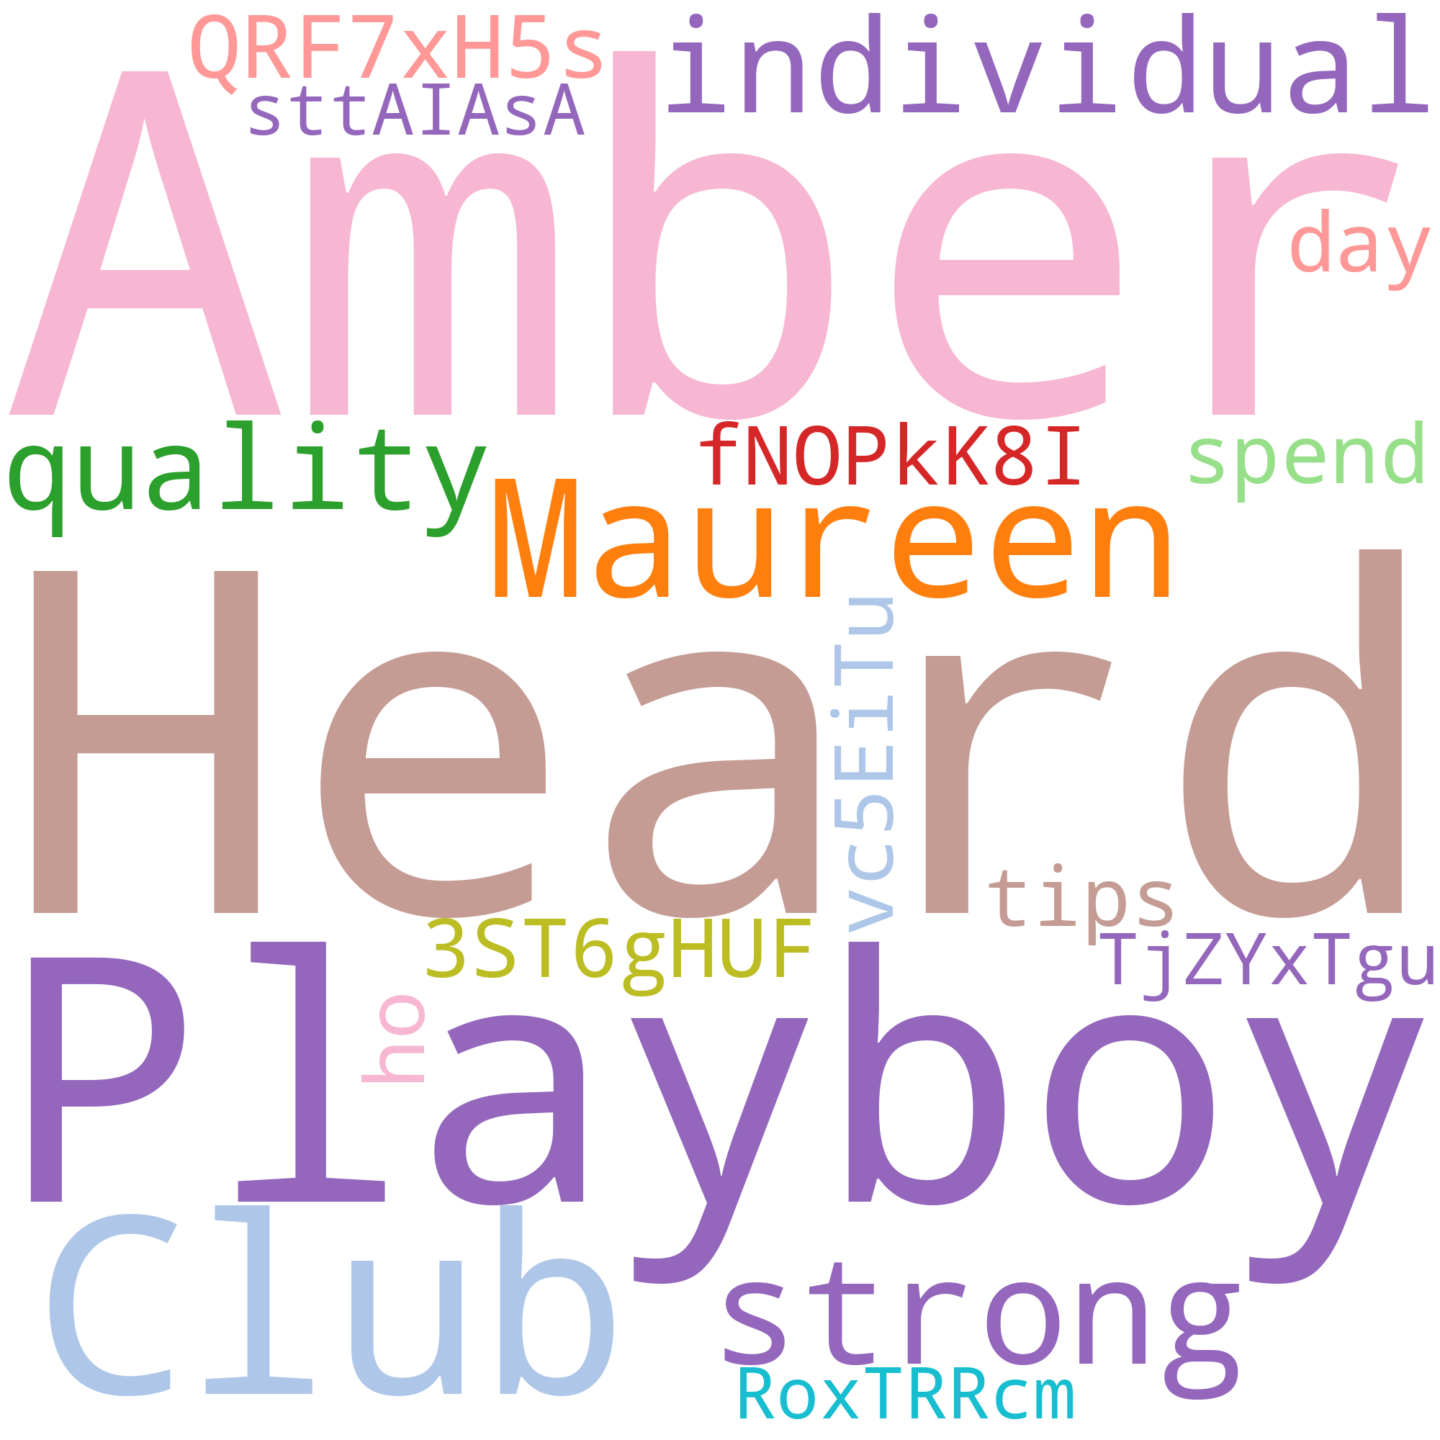 QRF7xH5s
individual
sttAIAsA
Amber
day
quality
fNOPkK8I
spend
Maureen
Heard
vc5EiTu
tips
3ST6gHUF
TjZYxTgu
Playboy
ho
Club
strong
RoxTRRcm